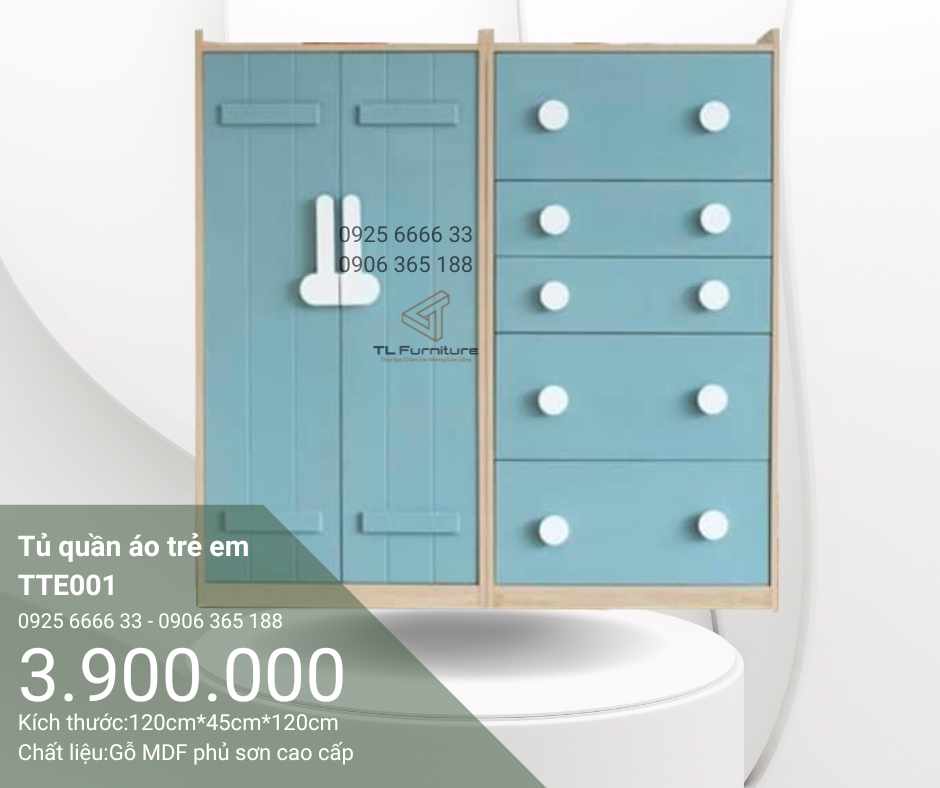 0925 6666 33
0906 365 188
TL Furniture
Tủ quần áo trẻ em
TTE001
0925 6666 33 - 0906 365 188
3.900.000
Kích thước:120cm*45cm*120cm
Chất liệu:Gỗ MDF phủ sơn cao cấp